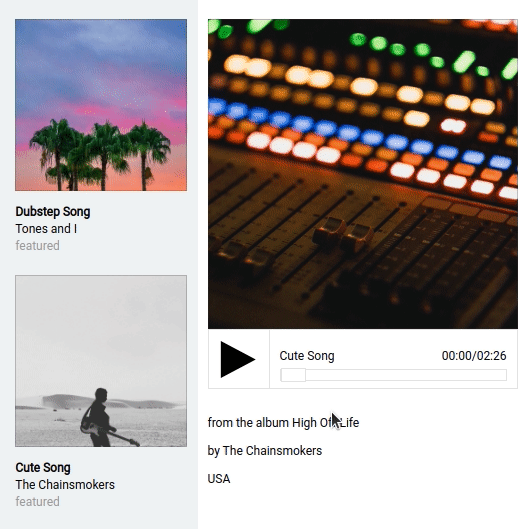 Dubstep Song
Tones and I
featured
Cute Song
The Chainsmokers
featured
Cute Song
00:00/02:26
from the album High Of Life
by The Chainsmokers
USA